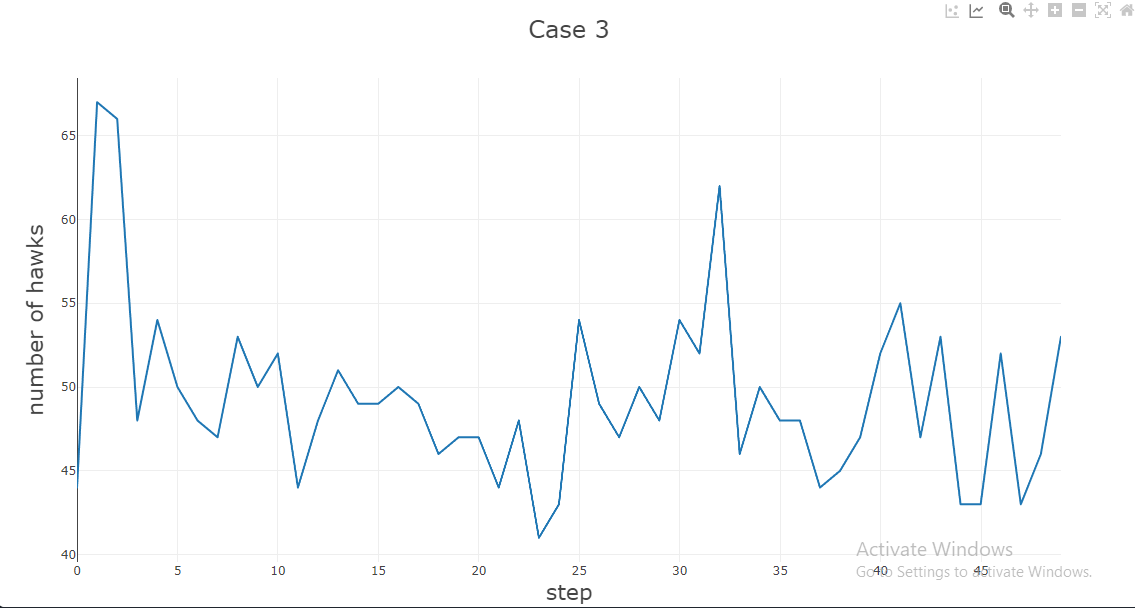 Case 3
number of hawks
65
60
55
50
45
40
0 5 10 15 20 25 30 35 40 45
step
Activate Windows
Go to Settings to activate Windows.